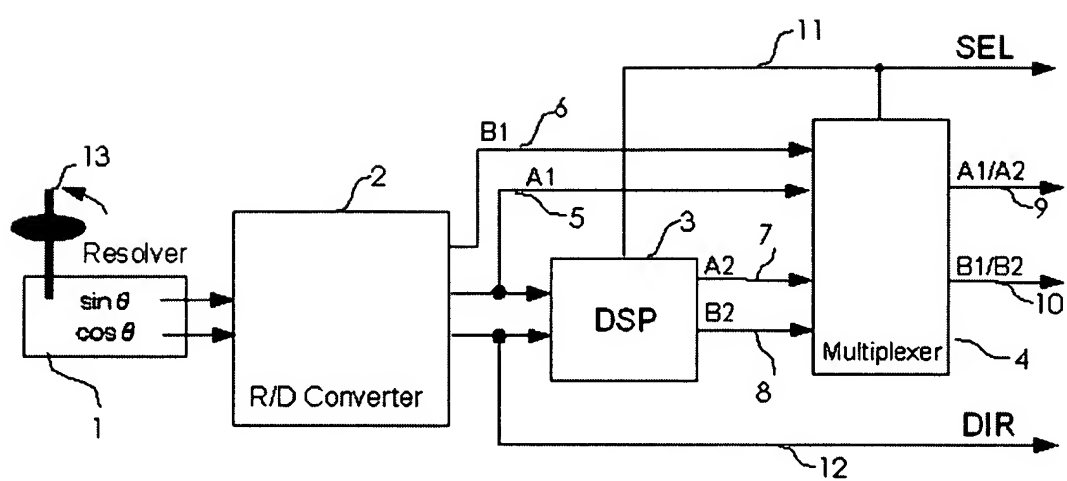 11
SEL
6
B1
13
2
A1
A1/A2
5
9
3
7
Resolver
A2
sin θ
B1/B2
10
DSP
B2
cos θ
Multiplexer
4
R/D Converter
8
1
DIR
12